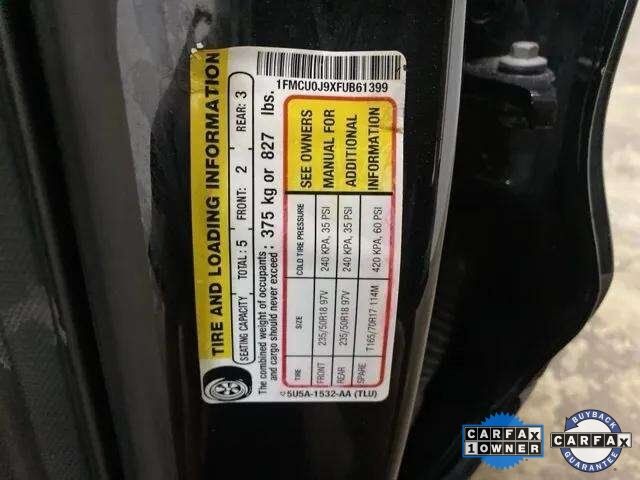 1FMCU0J9XFUB61399
TIRE AND LOADING INFORMATION
SEATING CAPACITY TOTAL : 5 FRONT: 2 REAR: 3
The combined weight of occupants
and cargo should never exceed : 375 kg or 827 lbs.
TIRE SIZE COLD TIRE PRESSURE SEE OWNERS
FRONT 235/50R18 97V 240 KPA, 35 PSI MANUAL FOR
REAR 235/50R18 97V 240 KPA, 35 PSI ADDITIONAL
SPARE T165/70R17 114M 420 KPA, 60 PSI INFORMATION
5U5A-1532-AA (TLU)
CARFAX
1 OWNER
BUYBACK
CARFAX
GUARANTEE